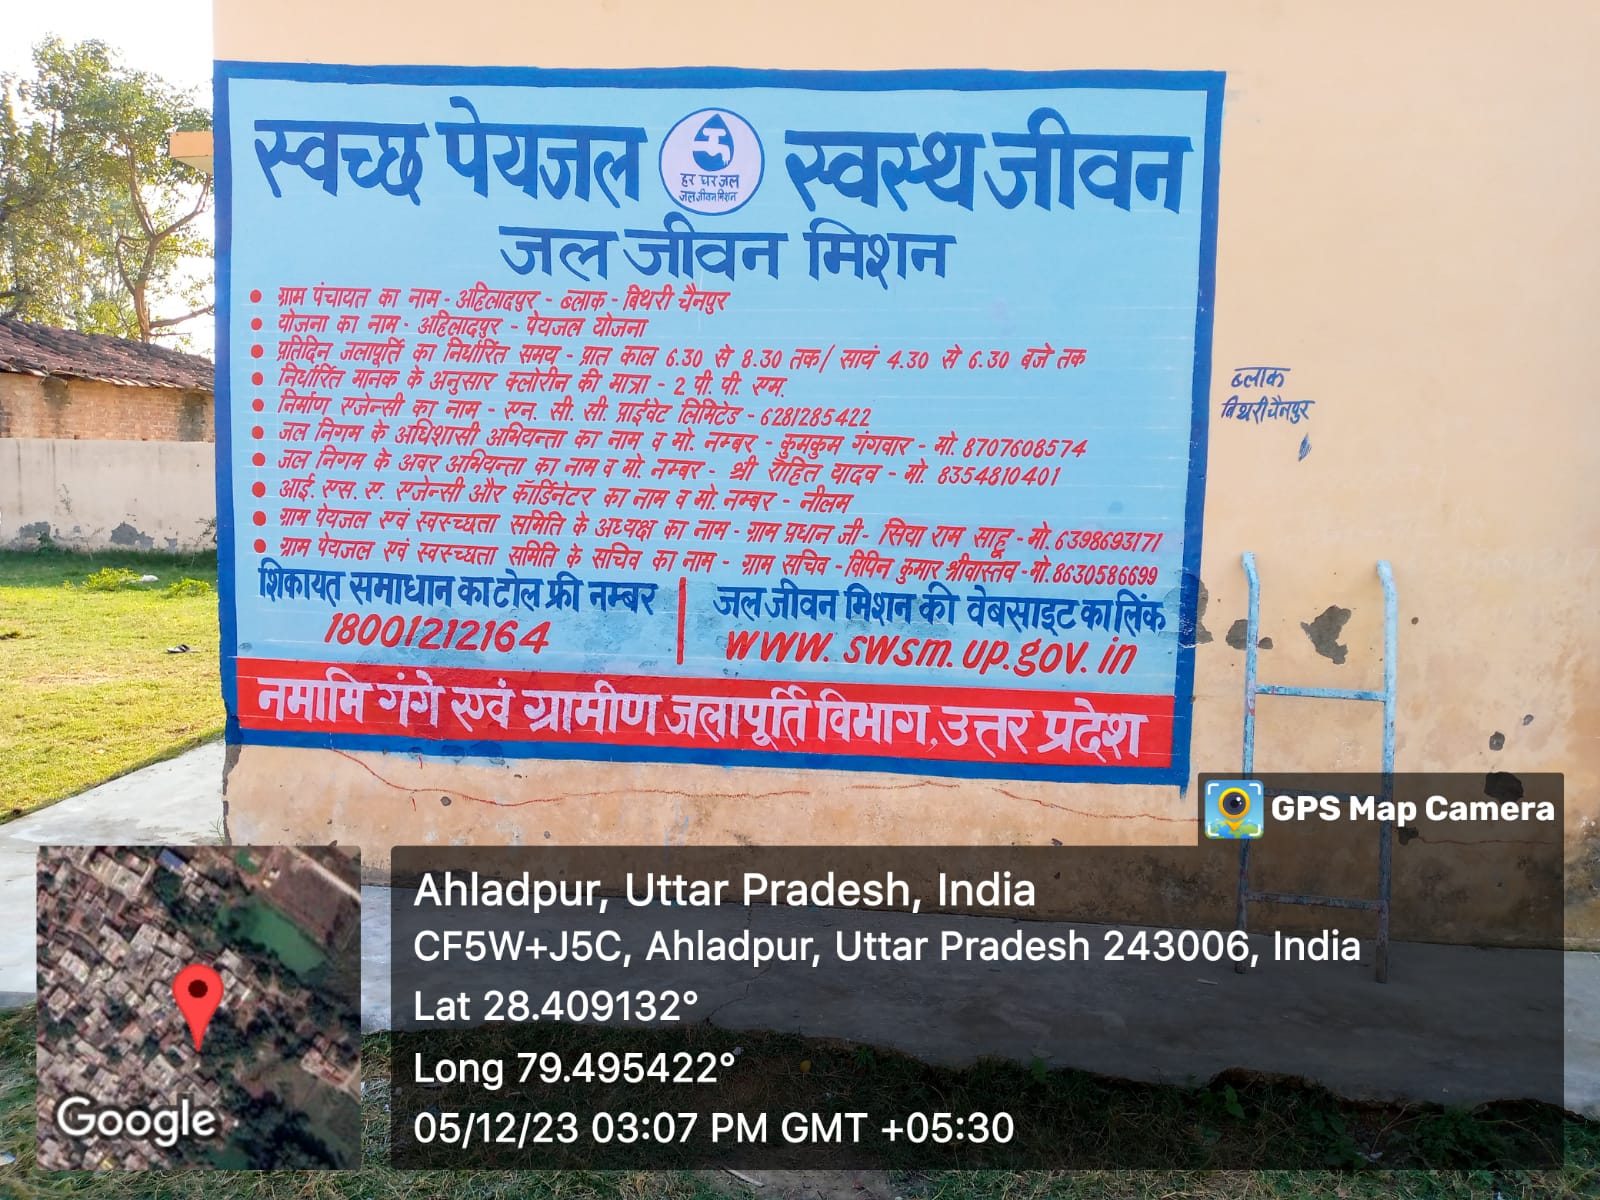 स्वच्छ पेयजल स्वस्थ जीवन
हर घर जल
जल जीवन मिशन
जल जीवन मिशन
• ग्राम पंचायत का नाम - अहिलादपुर - ब्लाक - बिथरी चैनपुर
• योजना का नाम - अहिलादपुर - पेयजल योजना
• प्रतिदिन जलापूर्ति का निर्धारित समय - प्रात काल 6.30 से 8.30 तक/ सायं 4.30 से 6.30 बजे तक
• निर्धारित मानक के अनुसार क्लोरीन की मात्रा - 2 पी. पी. एम.
• निर्माण एजेन्सी का नाम - एन. सी. सी. प्राईवेट लिमिटेड - 6281285422
• जल निगम के अधिशासी अभियन्ता का नाम व मो. नम्बर - कुमकुम गंगवार - मो. 8707608574
• जल निगम के अवर अभियन्ता का नाम व मो. नम्बर - श्री रोहित यादव - मो. 8354810401
• आई. एस. ए. एजेन्सी और कॉर्डिनेटर का नाम व मो. नम्बर - नीलम
• ग्राम पेयजल एवं स्वसच्छता समिति के अध्यक्ष का नाम - ग्राम प्रधान जी - सिया राम साहू - मो. 6398693171
• ग्राम पेयजल एवं स्वसच्छता समिति के सचिव का नाम - ग्राम सचिव - विपिन कुमार श्रीवास्तव - मो. 8630586699
शिकायत समाधान का टोल फ्री नम्बर
18001212164
जल जीवन मिशन की वेबसाइट का लिंक
www.swsm.up.gov.in
नमामि गंगे एवं ग्रामीण जलापूर्ति विभाग, उत्तर प्रदेश
ब्लाक
बिथरी चैनपुर
GPS Map Camera
Ahladpur, Uttar Pradesh, India
CF5W+J5C, Ahladpur, Uttar Pradesh 243006, India
Lat 28.409132°
Long 79.495422°
05/12/23 03:07 PM GMT +05:30
Google